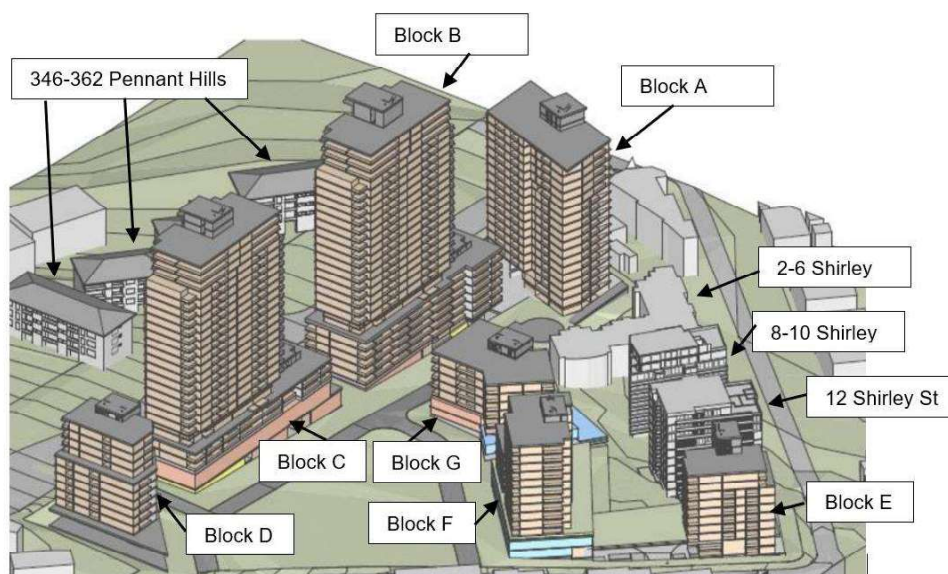 Block B
346-362 Pennant Hills
Block A
2-6 Shirley
8-10 Shirley
12 Shirley St
Block C
Block G
Block E
Block F
Block D